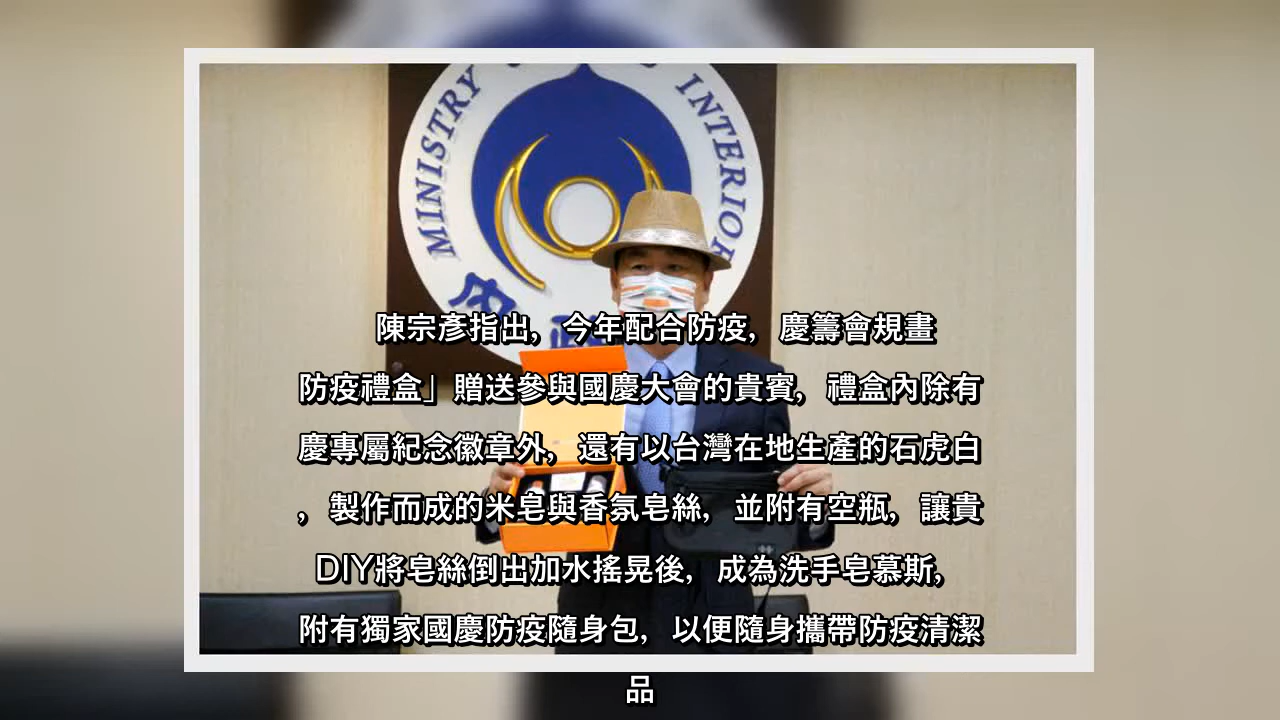 MINISTRY
INTERIOR
內
陳宗彥指出，今年配合防疫，慶籌會規畫
防疫禮盒」贈送參與國慶大會的貴賓，禮盒內除有
慶專屬紀念徽章外，還有以台灣在地生產的石虎白
，製作而成的米皂與香氛皂絲，並附有空瓶，讓貴
DIY將皂絲倒出加水搖晃後，成為洗手皂慕斯，
附有獨家國慶防疫隨身包，以便隨身攜帶防疫清潔
品